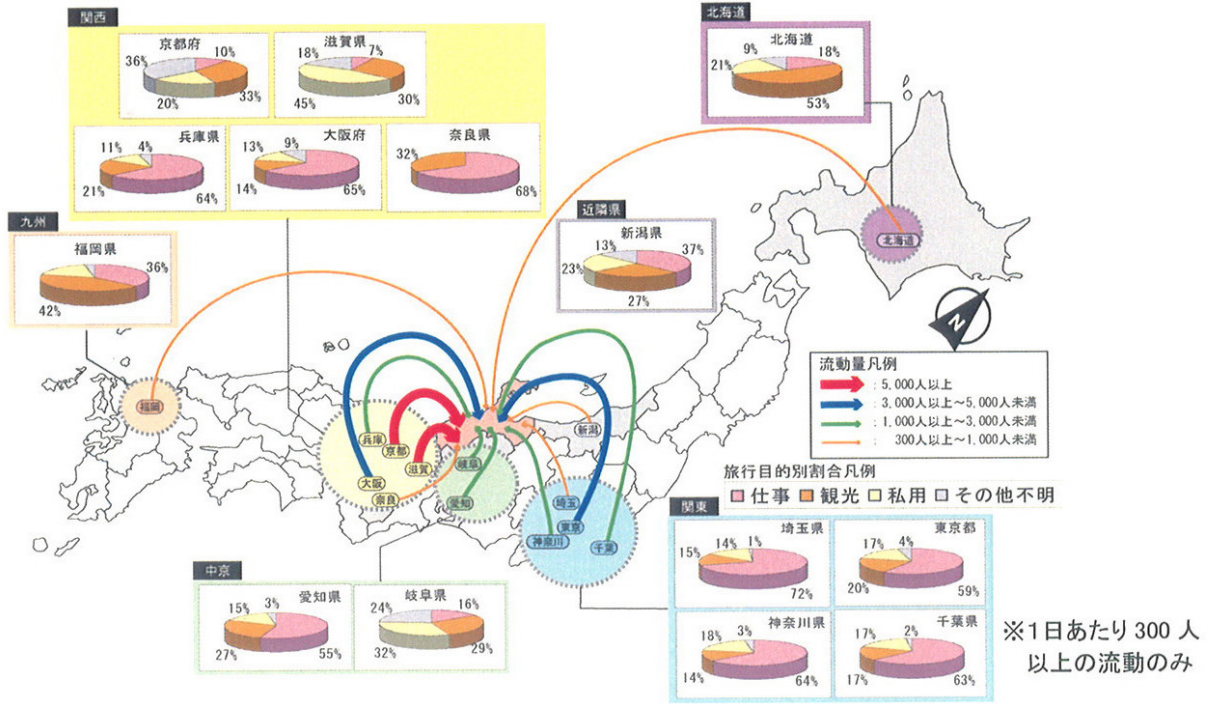 関西
京都府
36%
10%
20%
33%
滋賀県
18%
7%
45%
30%
兵庫県
11%
4%
21%
64%
大阪府
13%
9%
14%
65%
奈良県
32%
68%
北海道
北海道
9%
18%
21%
53%
九州
福岡県
36%
42%
近隣県
新潟県
13%
37%
23%
27%
北海道
N
福岡
兵庫
京都
滋賀
大阪
奈良
岐阜
愛知
新潟
埼玉
東京
神奈川
千葉
流動量凡例
: 5,000人以上
: 3,000人以上~5,000人未満
: 1,000人以上~3,000人未満
: 300人以上~1,000人未満
旅行目的別割合凡例
仕事 観光 私用 その他不明
中京
愛知県
15%
3%
27%
55%
岐阜県
24%
16%
32%
29%
関東
埼玉県
15%
14%
1%
72%
東京都
17%
4%
20%
59%
神奈川県
18%
3%
14%
64%
千葉県
17%
2%
17%
63%
※1日あたり 300 人
以上の流動のみ